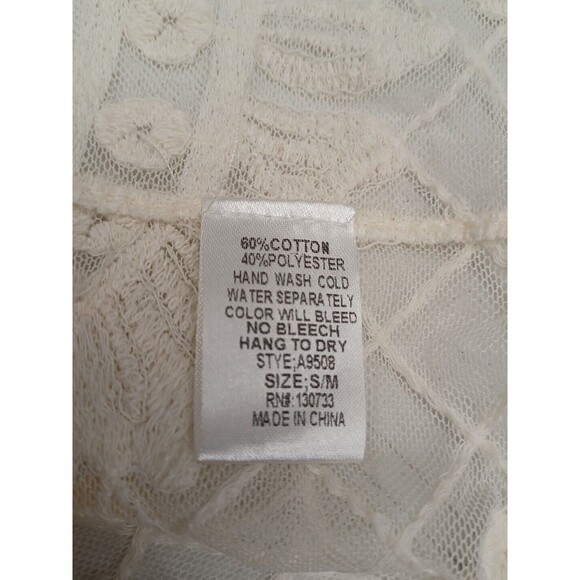 60%COTTON
40%POLYESTER
HAND WASH COLD
WATER SEPARATELY
COLOR WILL BLEED
NO BLEECH
HANG TO DRY
STYE;A9508
SIZE;S/M
RN#:130733
MADE IN CHINA